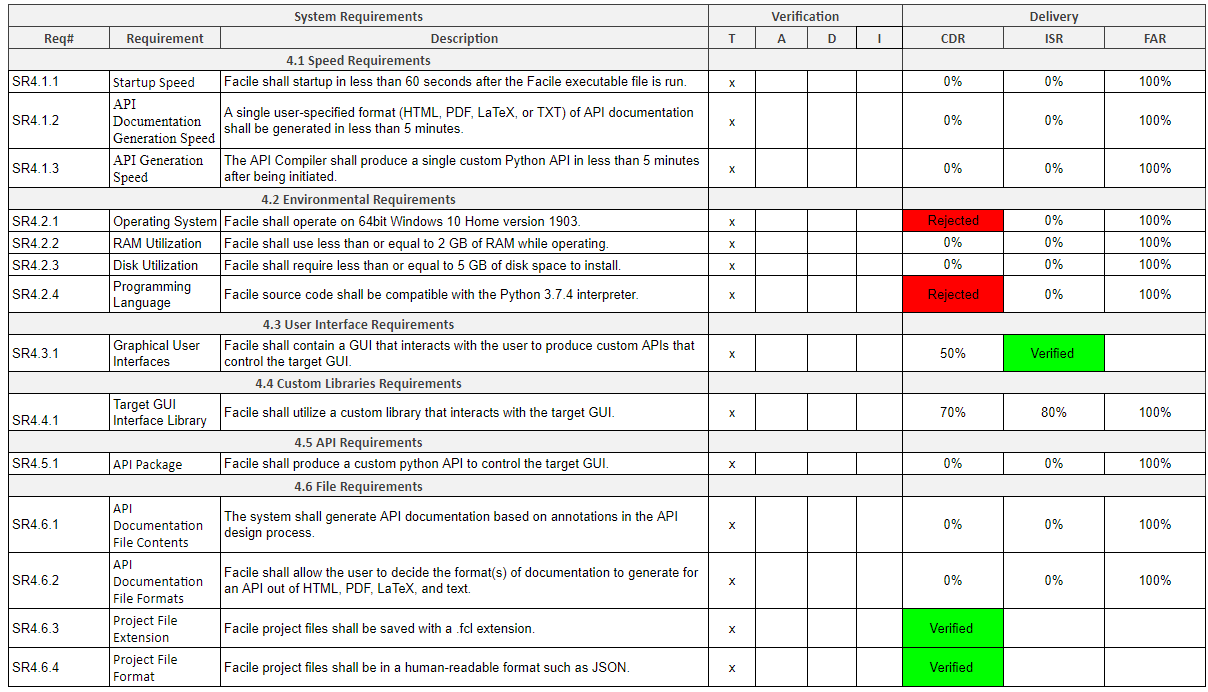 System Requirements Verification Delivery
Req# Requirement Description T A D I CDR ISR FAR
4.1 Speed Requirements
SR4.1.1 Startup Speed Facile shall startup in less than 60 seconds after the Facile executable file is run. x 0% 0% 100%
API
SR4.1.2 Documentation A single user-specified format (HTML, PDF, LaTeX, or TXT) of API documentation x 0% 0% 100%
Generation Speed shall be generated in less than 5 minutes.
SR4.1.3 API Generation The API Compiler shall produce a single custom Python API in less than 5 minutes x 0% 0% 100%
Speed after being initiated.
4.2 Environmental Requirements
SR4.2.1 Operating System Facile shall operate on 64bit Windows 10 Home version 1903. x Rejected 0% 100%
SR4.2.2 RAM Utilization Facile shall use less than or equal to 2 GB of RAM while operating. x 0% 0% 100%
SR4.2.3 Disk Utilization Facile shall require less than or equal to 5 GB of disk space to install. x 0% 0% 100%
SR4.2.4 Programming Facile source code shall be compatible with the Python 3.7.4 interpreter. x Rejected 0% 100%
Language
4.3 User Interface Requirements
SR4.3.1 Graphical User Facile shall contain a GUI that interacts with the user to produce custom APIs that x 50% Verified
Interfaces control the target GUI.
4.4 Custom Libraries Requirements
Target GUI Facile shall utilize a custom library that interacts with the target GUI. x 70% 80% 100%
SR4.4.1 Interface Library
4.5 API Requirements
SR4.5.1 API Package Facile shall produce a custom python API to control the target GUI. x 0% 0% 100%
4.6 File Requirements
API
SR4.6.1 Documentation The system shall generate API documentation based on annotations in the API x 0% 0% 100%
File Contents design process.
API
SR4.6.2 Documentation Facile shall allow the user to decide the format(s) of documentation to generate for x 0% 0% 100%
File Formats an API out of HTML, PDF, LaTeX, and text.
SR4.6.3 Project File Facile project files shall be saved with a .fcl extension. x Verified
Extension
SR4.6.4 Project File Facile project files shall be in a human-readable format such as JSON. x Verified
Format